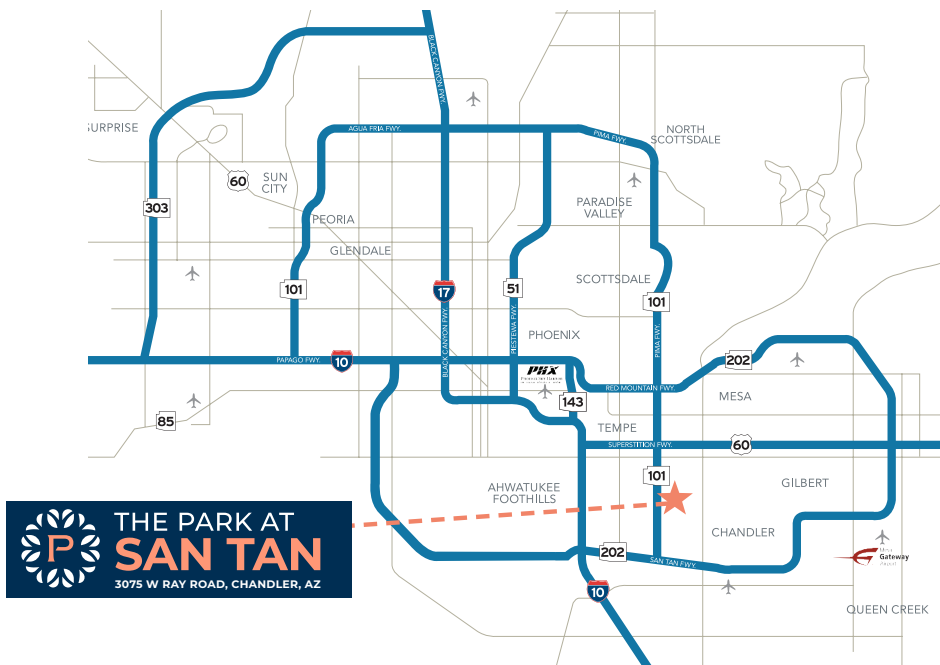 BLACK CANYON FWY.
AGUA FRIA FWY.
PIMA FWY.
NORTH
SCOTTSDALE
SURPRISE
SUN
CITY
60
303
PEORIA
PARADISE
VALLEY
GLENDALE
SCOTTSDALE
101
17
51
101
PHOENIX
BLACK CANYON FWY.
PIESTEWA FWY.
PIMA FWY.
PAPAGO FWY.
10
202
PHX
RED MOUNTAIN FWY.
MESA
143
85
TEMPE
SUPERSTITION FWY.
60
101
GILBERT
AHWATUKEE
FOOTHILLS
CHANDLER
202
SAN TAN FWY.
Mesa
Gateway
Airport
10
QUEEN CREEK
P
THE PARK AT
SAN TAN
3075 W RAY ROAD, CHANDLER, AZ